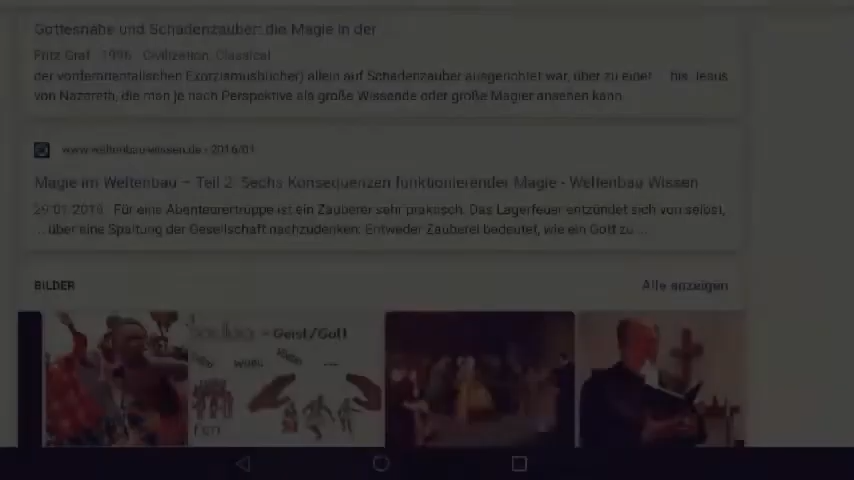 Gottesnähe und Schadenzauber: die Magie in der
Fritz Graf · 1996 · Civilization, Classical
der vormittelalterlichen Exorzismusbücher) allein auf Schadenzauber ausgerichtet war, über zu einer ... his Jesus
von Nazareth, die man je nach Perspektive als große Wissende oder große Magier ansehen kann.
www.weltenbau-wissen.de › 2016/01
Magie im Weltenbau – Teil 2: Sechs Konsequenzen funktionierender Magie - Weltenbau Wissen
29.01.2019 · Für eine Abenteurertruppe ist ein Zauberer sehr praktisch. Das Lagerfeuer entzündet sich von selbst,
... über eine Spaltung der Gesellschaft nachzudenken: Entweder Zauberei bedeutet, wie ein Gott zu ...
BILDER
Alle anzeigen
– Geist/Gott